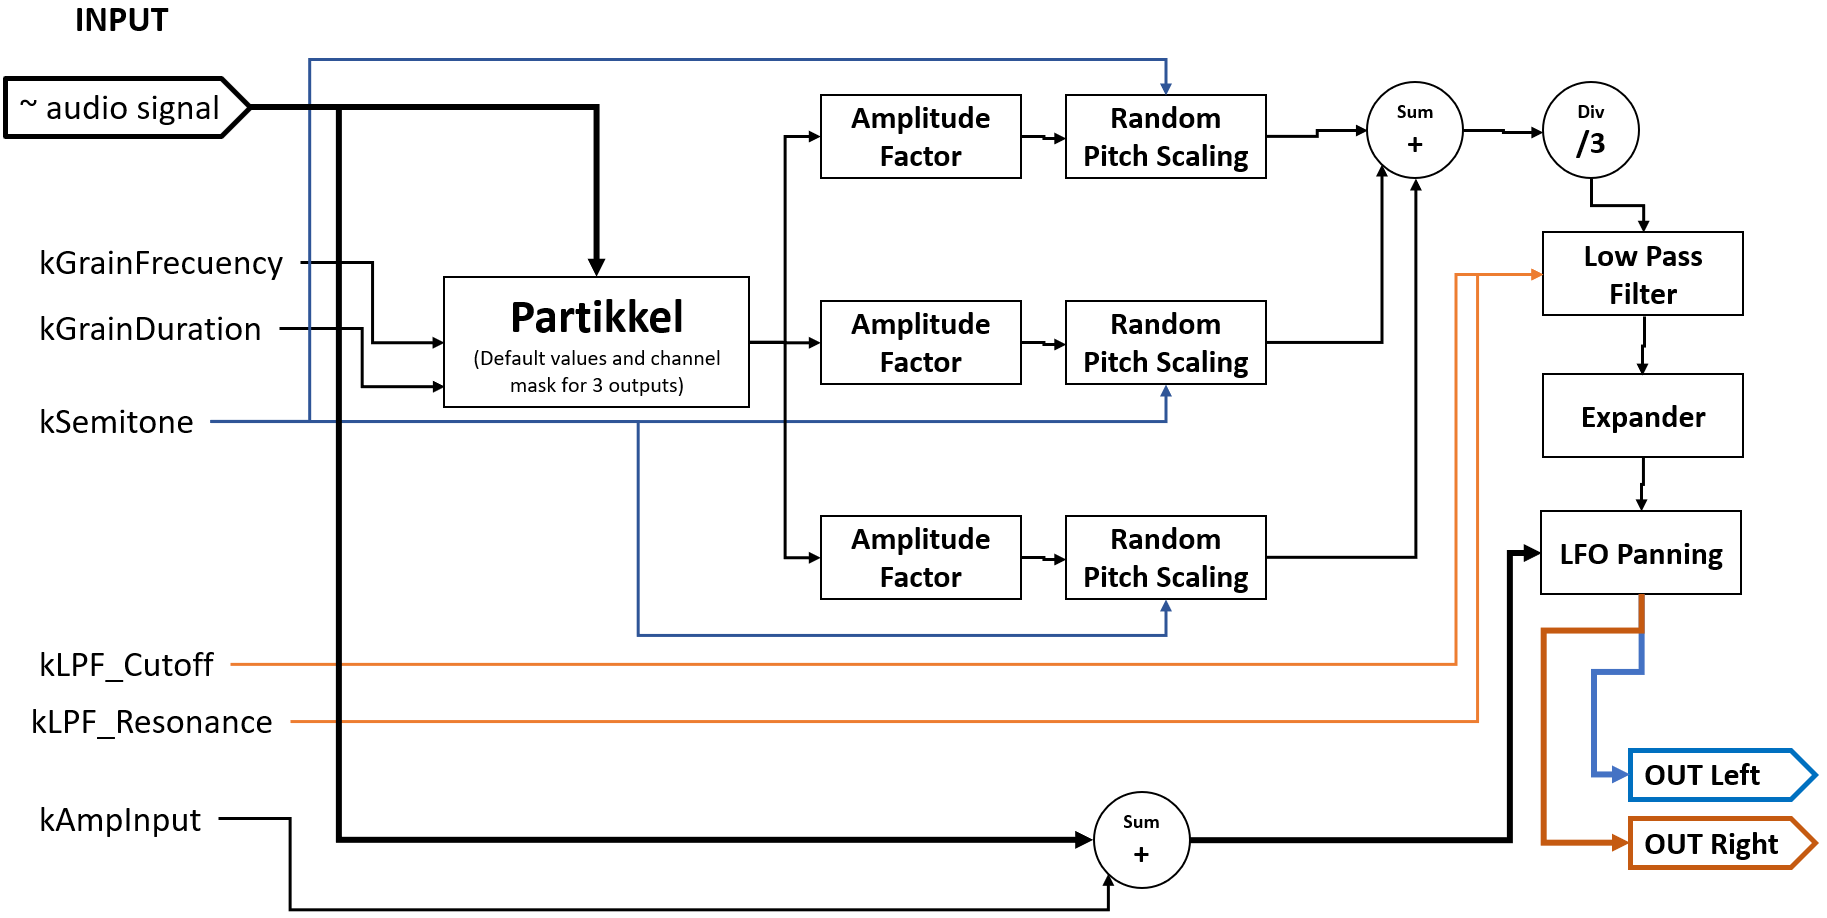 INPUT
~ audio signal
kGrainFrecuency
kGrainDuration
kSemitone
kLPF_Cutoff
kLPF_Resonance
kAmpInput
Partikkel
(Default values and channel
mask for 3 outputs)
Amplitude
Factor
Random
Pitch Scaling
Amplitude
Factor
Random
Pitch Scaling
Amplitude
Factor
Random
Pitch Scaling
Sum
+
Div
/3
Low Pass
Filter
Expander
LFO Panning
Sum
+
OUT Left
OUT Right